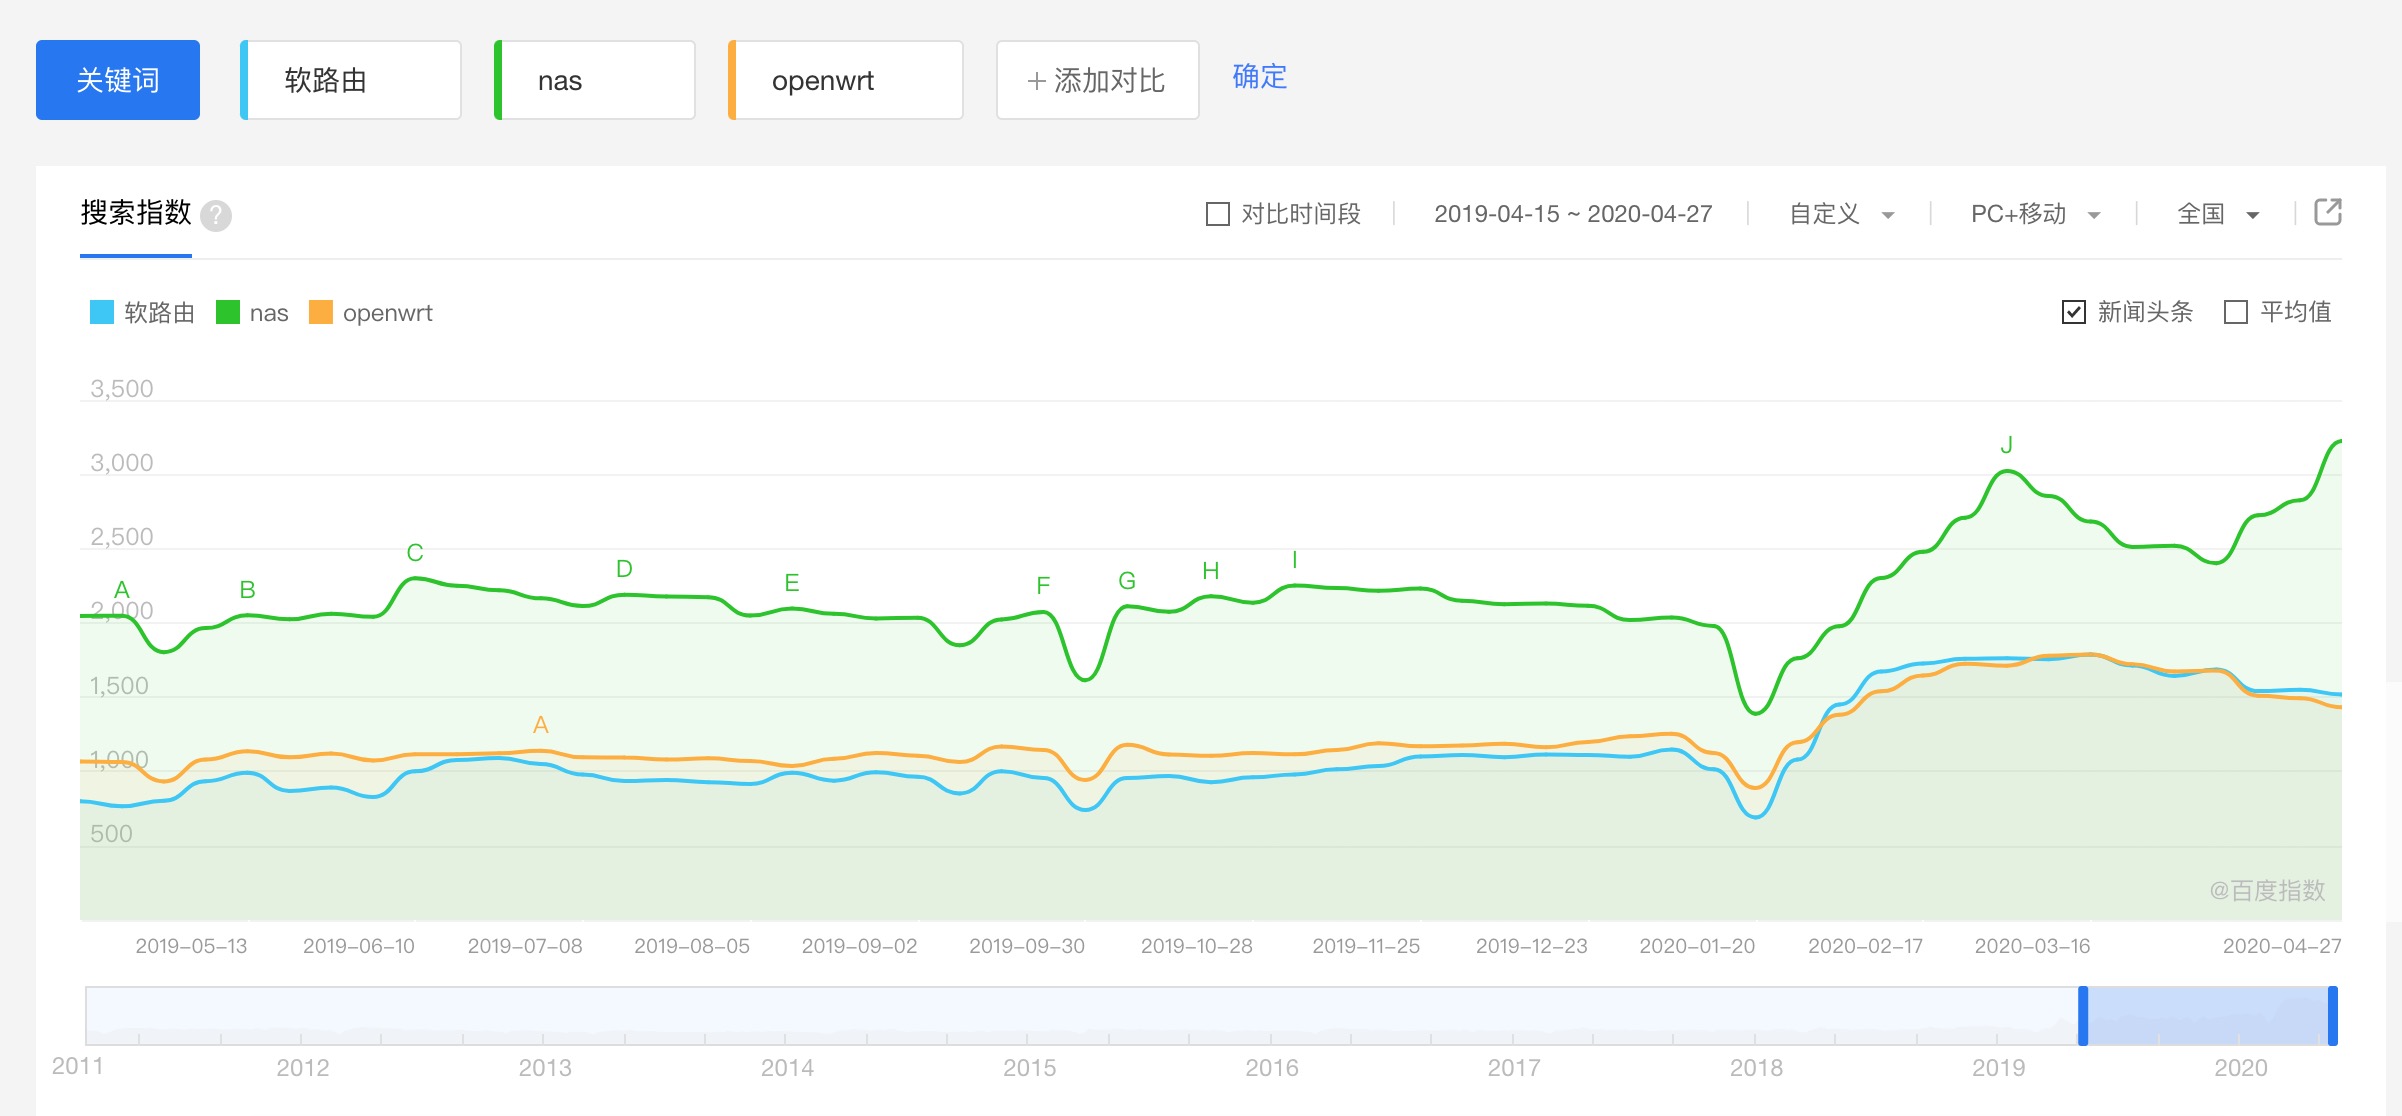 关键词 软路由 nas openwrt + 添加对比 确定
搜索指数 ? 对比时间段 2019-04-15 ~ 2020-04-27 自定义 PC+移动 全国
软路由 nas openwrt 新闻头条 平均值
3,500
J
3,000
C
2,500
I
D
H
G
E
F
A
B
2,000
1,500
A
1,000
500
@百度指数
2019-05-13 2019-06-10 2019-07-08 2019-08-05 2019-09-02 2019-09-30 2019-10-28 2019-11-25 2019-12-23 2020-01-20 2020-02-17 2020-03-16 2020-04-27
2011 2012 2013 2014 2015 2016 2017 2018 2019 2020